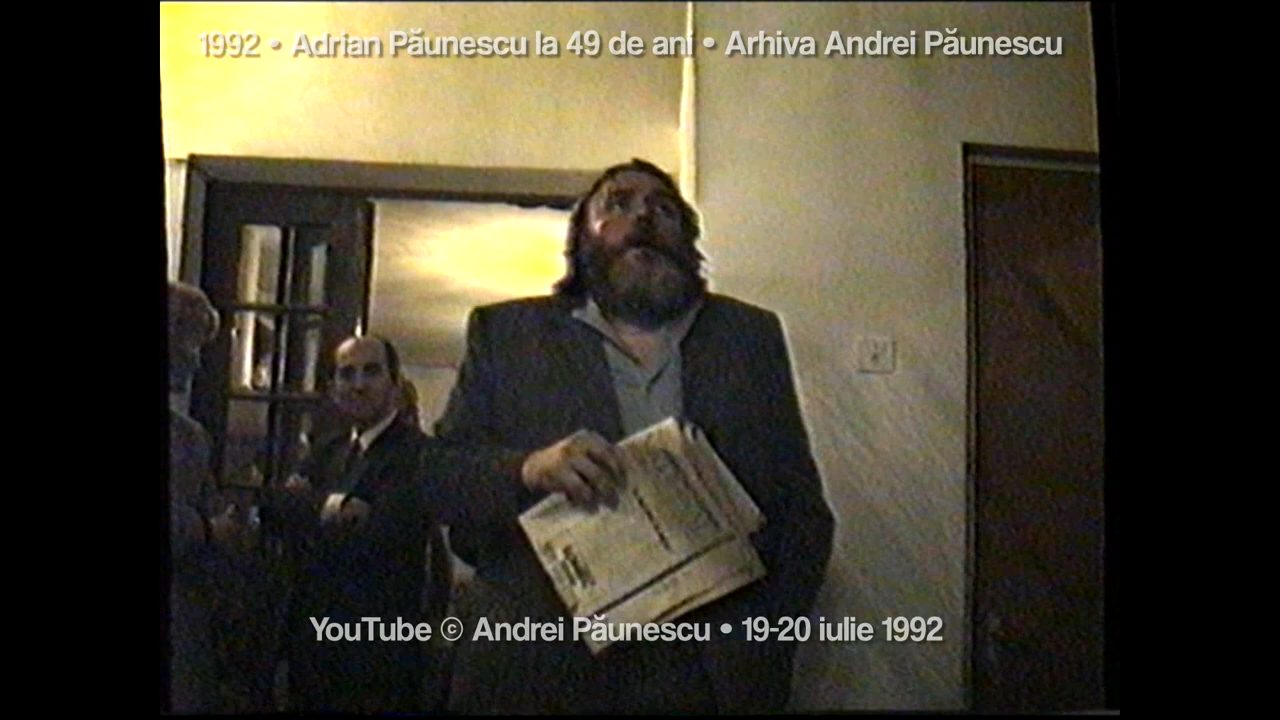 1992 • Adrian Păunescu la 49 de ani • Arhiva Andrei Păunescu
YouTube © Andrei Păunescu • 19-20 iulie 1992